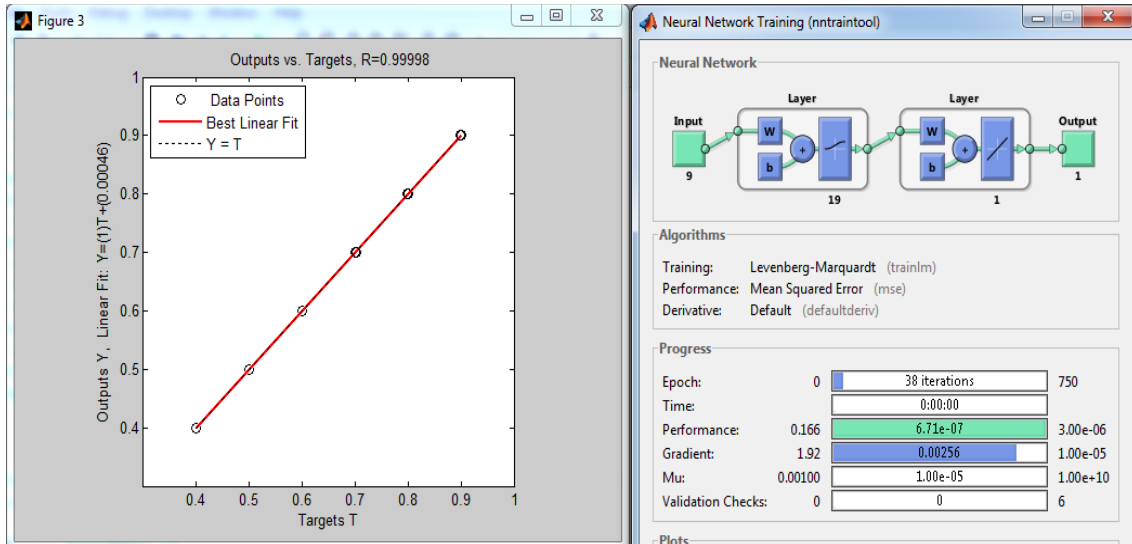 Figure 3
Outputs vs. Targets, R=0.99998
Data Points
Best Linear Fit
Y = T
1
0.9
0.8
0.7
0.6
0.5
0.4
Outputs Y, Linear Fit: Y=(1)T+(0.00046)
0.4 0.5 0.6 0.7 0.8 0.9 1
Targets T
Neural Network Training (nntraintool)
Neural Network
Layer Layer
Input Output
W W
+ +
b b
9 19 1 1
Algorithms
Training: Levenberg-Marquardt (trainlm)
Performance: Mean Squared Error (mse)
Derivative: Default (defaultderiv)
Progress
Epoch: 0 38 iterations 750
Time: 0:00:00
Performance: 0.166 6.71e-07 3.00e-06
Gradient: 1.92 0.00256 1.00e-05
Mu: 0.00100 1.00e-05 1.00e+10
Validation Checks: 0 0 6
Plots